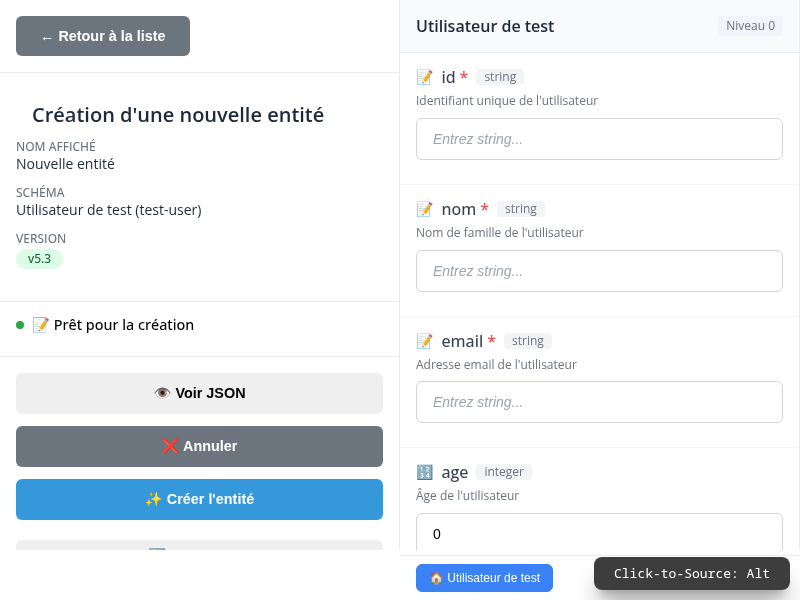 ← Retour à la liste
Création d'une nouvelle entité
NOM AFFICHÉ
Nouvelle entité
SCHÉMA
Utilisateur de test (test-user)
VERSION
v5.3
Prêt pour la création
Voir JSON
Annuler
Créer l'entité
Utilisateur de test
Niveau 0
id * string
Identifiant unique de l'utilisateur
Entrez string...
nom * string
Nom de famille de l'utilisateur
Entrez string...
email * string
Adresse email de l'utilisateur
Entrez string...
age integer
Âge de l'utilisateur
0
Utilisateur de test
Click-to-Source: Alt